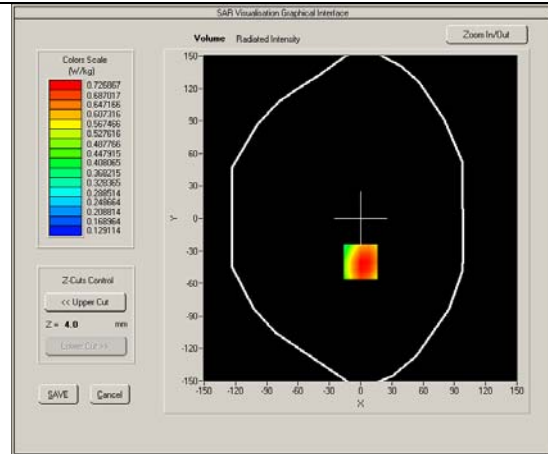 SAR Visualisation Graphical Interface
Volume Radiated Intensity
Zoom In/Out
Colors Scale
(W/kg)
0.726867
0.687017
0.647166
0.607316
0.567466
0.527616
0.487766
0.447915
0.408065
0.368215
0.328365
0.288514
0.248664
0.208814
0.168964
0.129114
Z-Cuts Control
<< Upper Cut
Z = 4.0 mm
Lower Cut >>
SAVE Cancel
150
120
90
60
30
0
-30
-60
-90
-120
-150
Y
-150 -120 -90 -60 -30 0 30 60 90 120 150
X